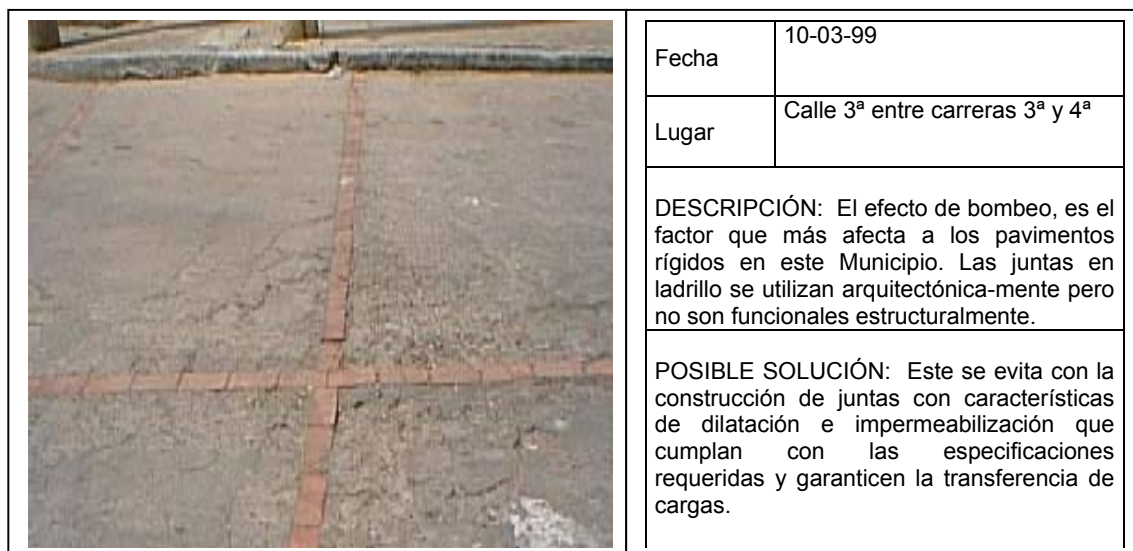 Fecha
10-03-99
Lugar
Calle 3ª entre carreras 3ª y 4ª
DESCRIPCIÓN: El efecto de bombeo, es el
factor que más afecta a los pavimentos
rígidos en este Municipio. Las juntas en
ladrillo se utilizan arquitectónica-mente pero
no son funcionales estructuralmente.
POSIBLE SOLUCIÓN: Este se evita con la
construcción de juntas con características
de dilatación e impermeabilización que
cumplan con las especificaciones
requeridas y garanticen la transferencia de
cargas.